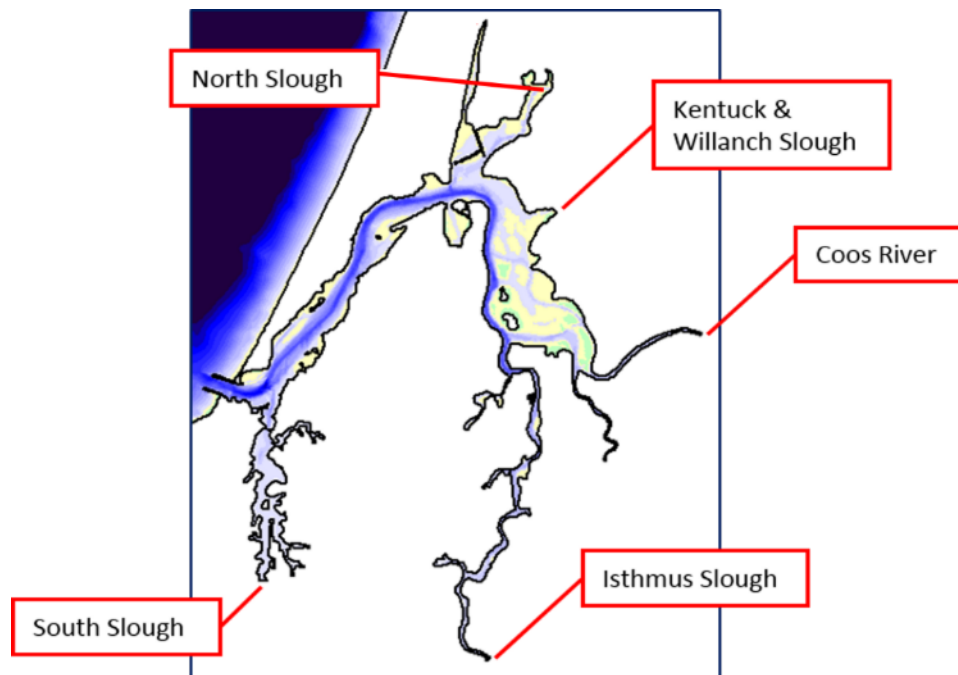 North Slough
Kentuck &
Willanch Slough
Coos River
Isthmus Slough
South Slough